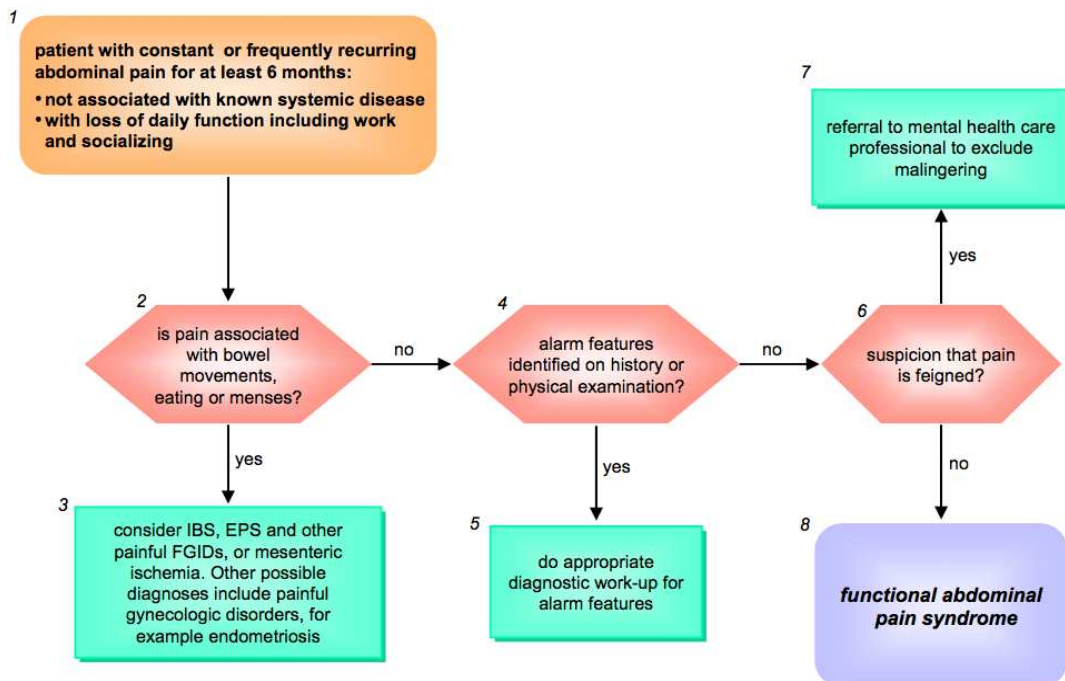 1
patient with constant or frequently recurring
abdominal pain for at least 6 months:
• not associated with known systemic disease
• with loss of daily function including work
and socializing
2
is pain associated
with bowel
movements,
eating or menses?
no
yes
3
consider IBS, EPS and other
painful FGIDs, or mesenteric
ischemia. Other possible
diagnoses include painful
gynecologic disorders, for
example endometriosis
4
alarm features
identified on history or
physical examination?
no
yes
5
do appropriate
diagnostic work-up for
alarm features
6
suspicion that pain
is feigned?
yes
7
referral to mental health care
professional to exclude
malingering
no
8
functional abdominal
pain syndrome